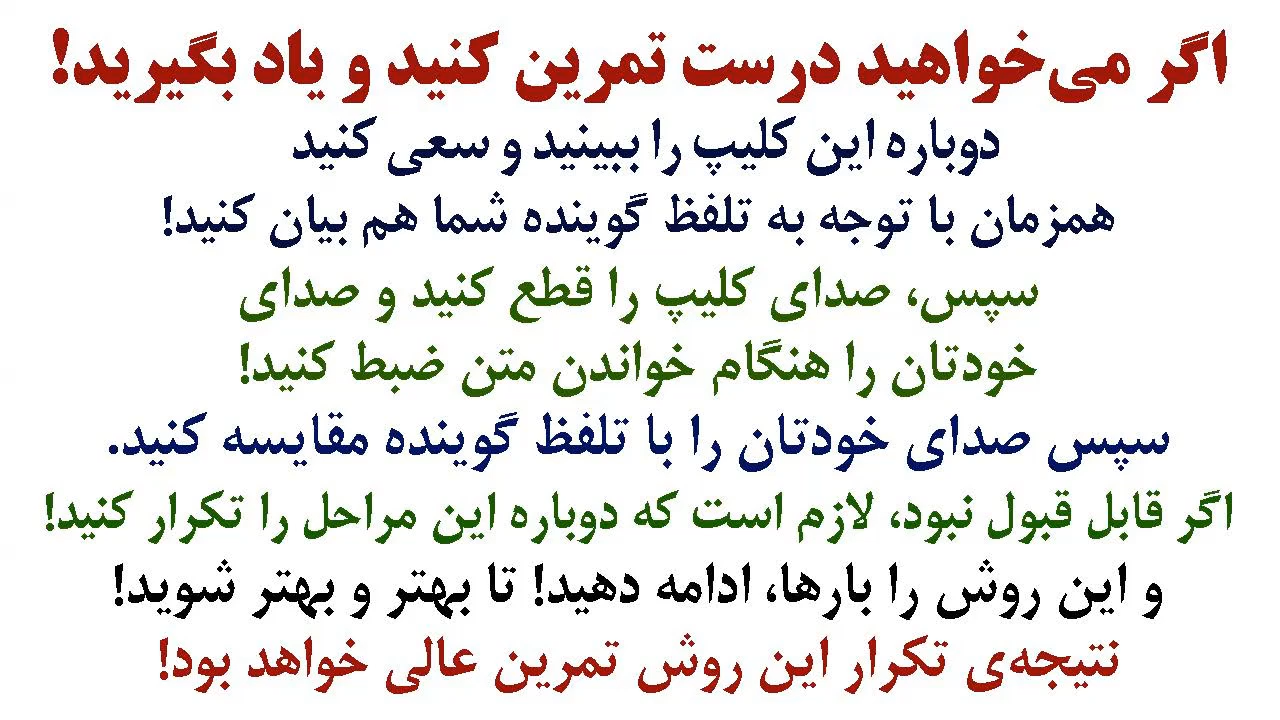 اگر می‌خواهید درست تمرین کنید و یاد بگیرید!
دوباره این کلیپ را ببینید و سعی کنید
همزمان با توجه به تلفظ گوینده شما هم بیان کنید!
سپس، صدای کلیپ را قطع کنید و صدای
خودتان را هنگام خواندن متن ضبط کنید!
سپس صدای خودتان را با تلفظ گوینده مقایسه کنید.
اگر قابل قبول نبود، لازم است که دوباره این مراحل را تکرار کنید!
و این روش را بارها، ادامه دهید! تا بهتر و بهتر شوید!
نتیجه‌ی تکرار این روش تمرین عالی خواهد بود!